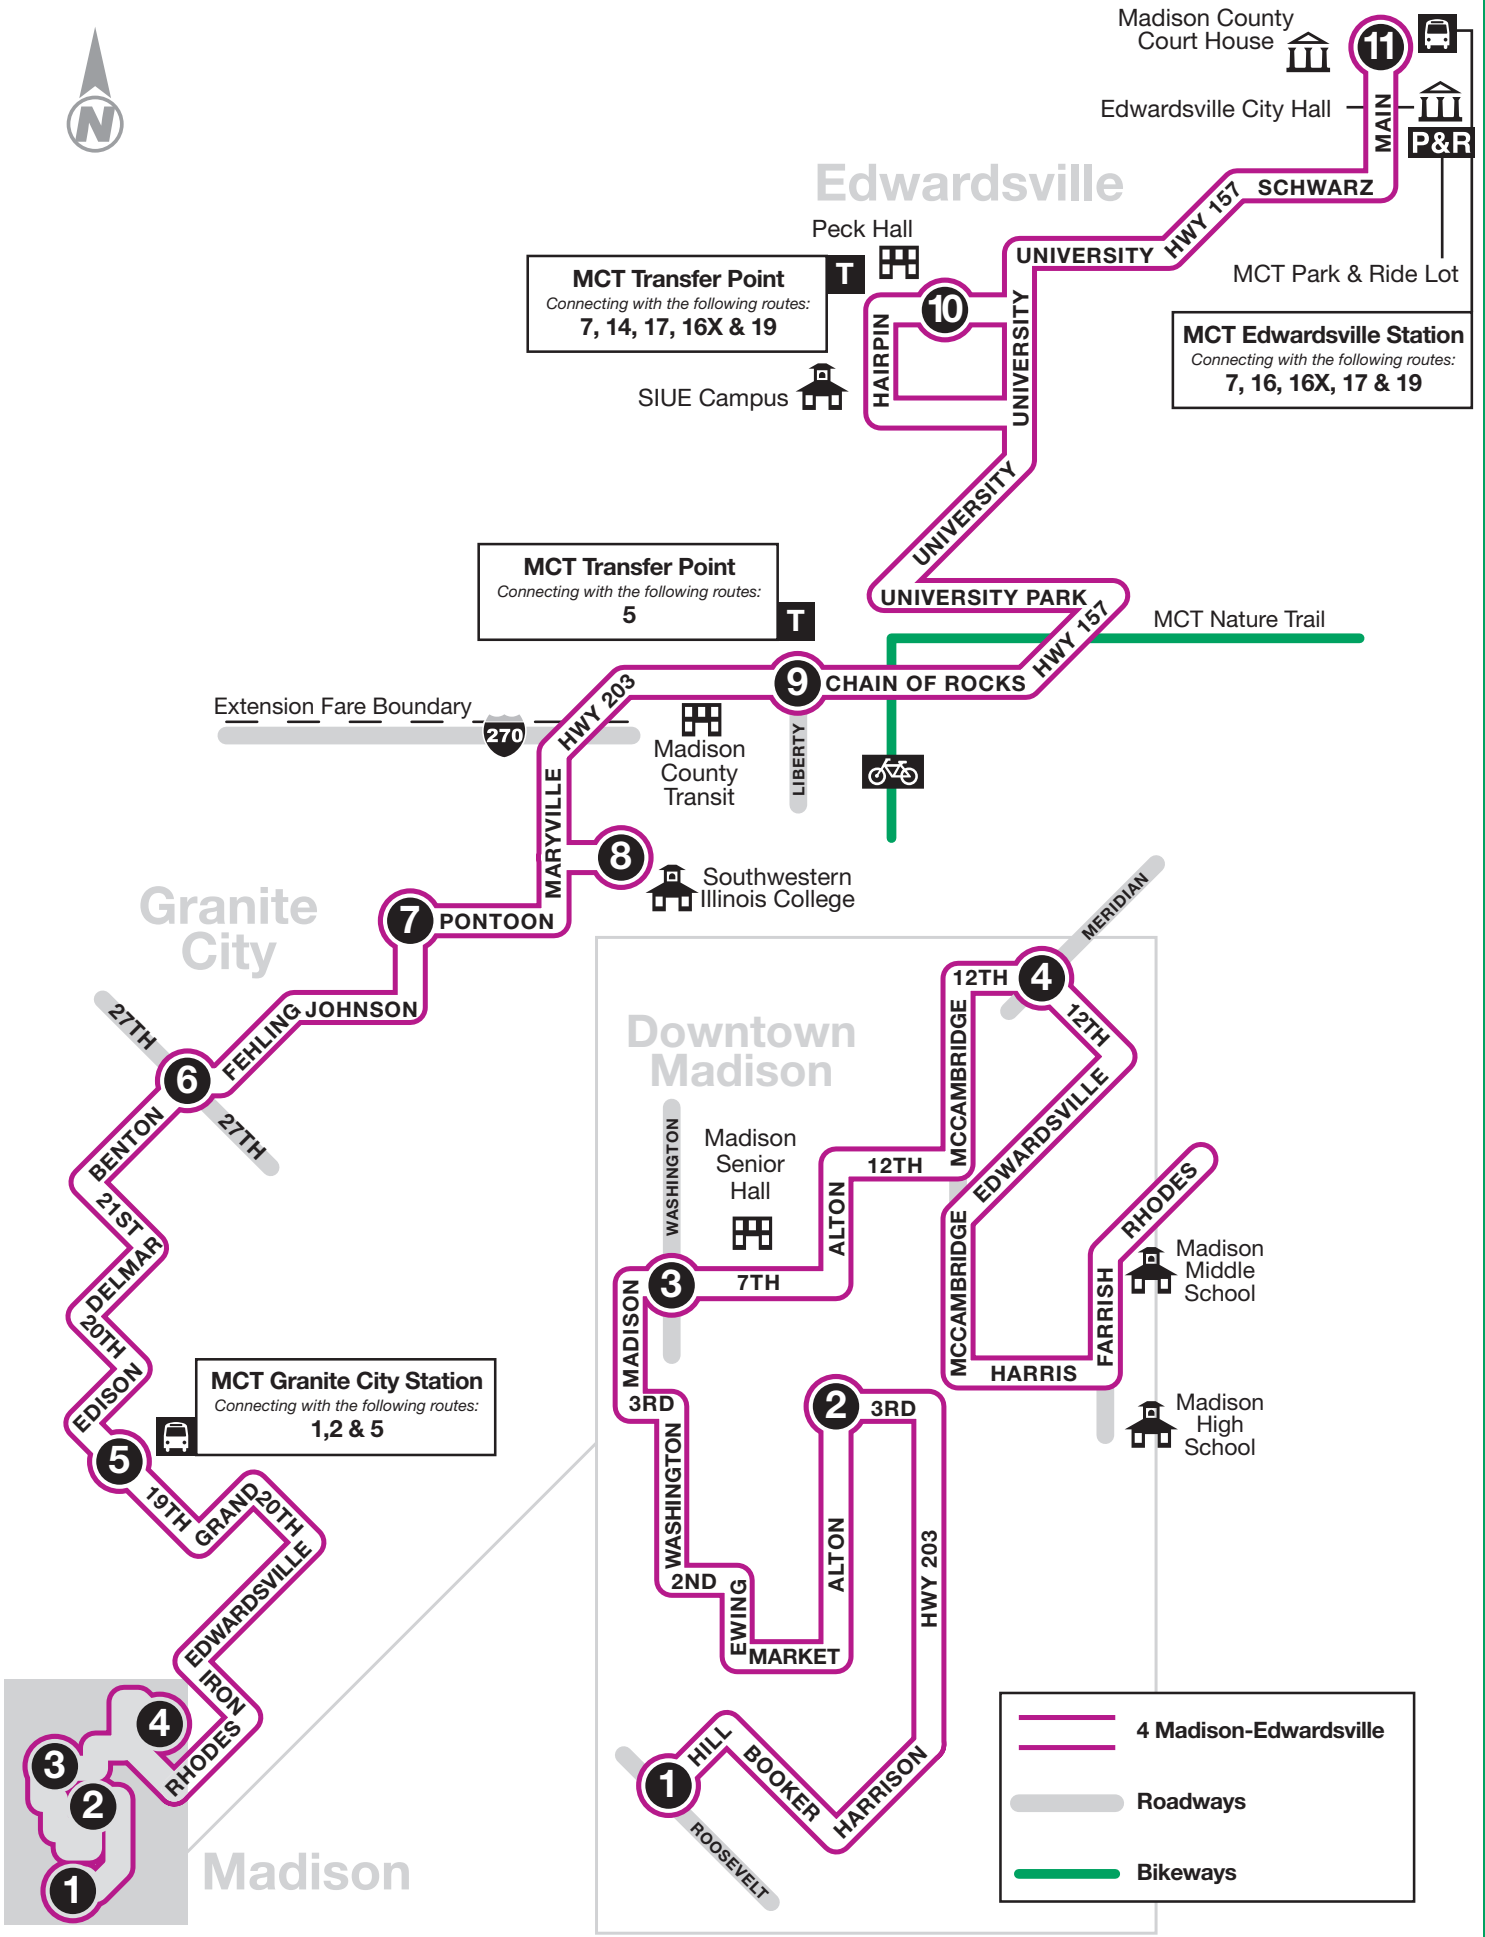 N
Madison County
Court House
11
Edwardsville City Hall
MAIN
P&R
Edwardsville
HWY 157
SCHWARZ
Peck Hall
UNIVERSITY
MCT Park & Ride Lot
MCT Transfer Point
Connecting with the following routes:
7, 14, 17, 16X & 19
T
10
HAIRPIN
UNIVERSITY
SIUE Campus
MCT Edwardsville Station
Connecting with the following routes:
7, 16, 16X, 17 & 19
UNIVERSITY
MCT Transfer Point
Connecting with the following routes:
5
T
UNIVERSITY PARK
HWY 157
MCT Nature Trail
9
CHAIN OF ROCKS
HWY 203
Extension Fare Boundary
270
Madison
County
Transit
LIBERTY
MARYVILLE
8
Southwestern
Illinois College
Granite
City
7
PONTOON
JOHNSON
FEHLING
27TH
6
27TH
BENTON
21ST
DELMAR
20TH
EDISON
MCT Granite City Station
Connecting with the following routes:
1,2 & 5
5
19TH
GRAND
20TH
EDWARDSVILLE
IRON
RHODES
4
3
2
1
Madison
MERIDIAN
12TH
4
12TH
Downtown
Madison
MCCAMBRIDGE
EDWARDSVILLE
WASHINGTON
Madison
Senior
Hall
12TH
ALTON
RHODES
MCCAMBRIDGE
Madison
Middle
School
3
7TH
MADISON
FARRISH
HARRIS
3RD
2
3RD
Madison
High
School
WASHINGTON
ALTON
HWY 203
2ND
EWING
MARKET
HILL
BOOKER
HARRISON
1
ROOSEVELT
4 Madison-Edwardsville
Roadways
Bikeways